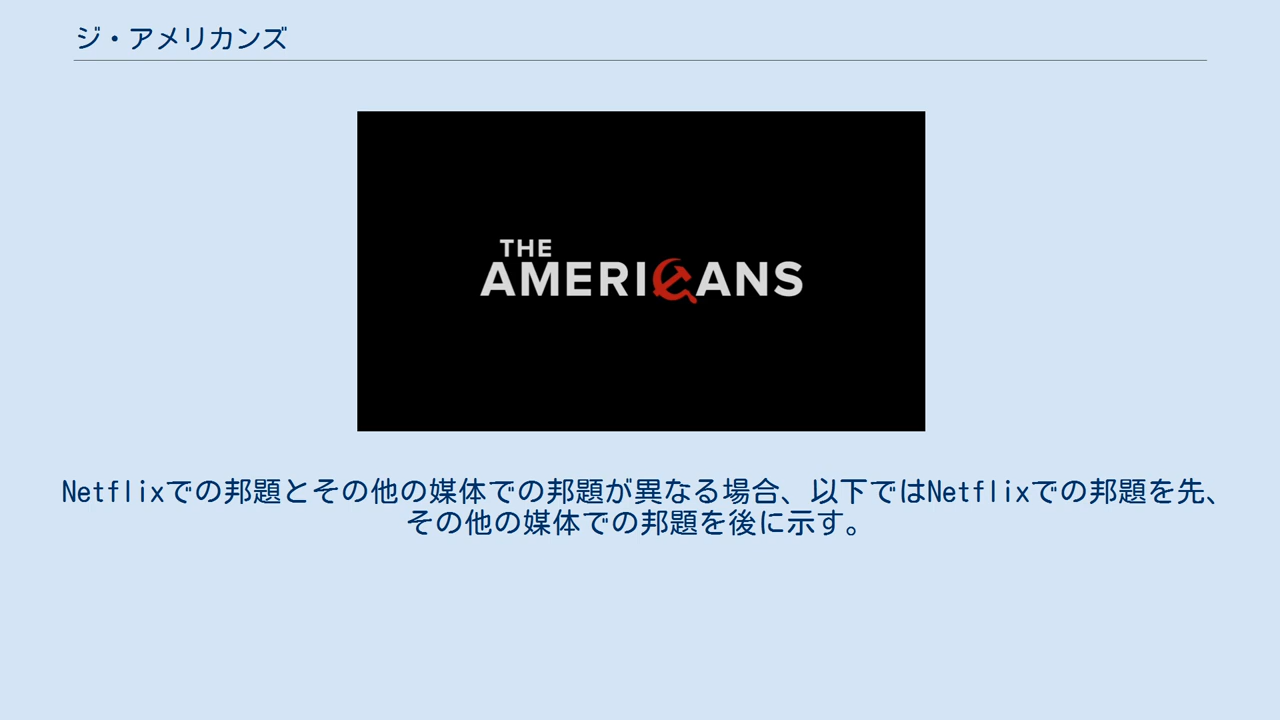 ジ・アメリカンズ
THE
AMERICANS
Netflixでの邦題とその他の媒体での邦題が異なる場合、以下ではNetflixでの邦題を先、
その他の媒体での邦題を後に示す。